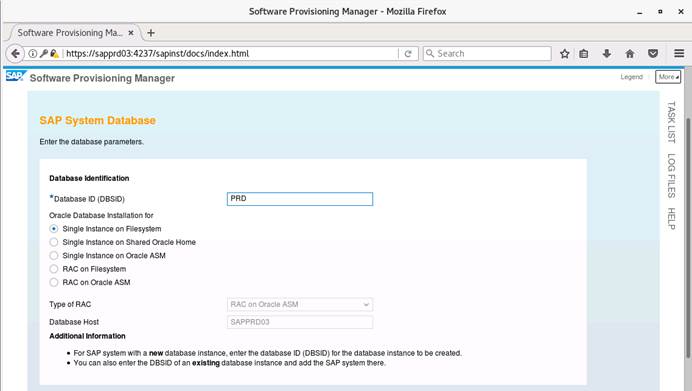 Software Provisioning Manager - Mozilla Firefox
Software Provisioning Ma...
https://sapprd03:4237/sapinst/docs/index.html
Search
SAP Software Provisioning Manager
Legend
More
SAP System Database
Enter the database parameters.
Database Identification
*Database ID (DBSID)
PRD
Oracle Database Installation for
Single Instance on Filesystem
Single Instance on Shared Oracle Home
Single Instance on Oracle ASM
RAC on Filesystem
RAC on Oracle ASM
Type of RAC
RAC on Oracle ASM
Database Host
SAPPRD03
Additional Information
• For SAP system with a new database instance, enter the database ID (DBSID) for the database instance to be created.
• You can also enter the DBSID of an existing database instance and add the SAP system there.
TASK LIST
LOG FILES
HELP